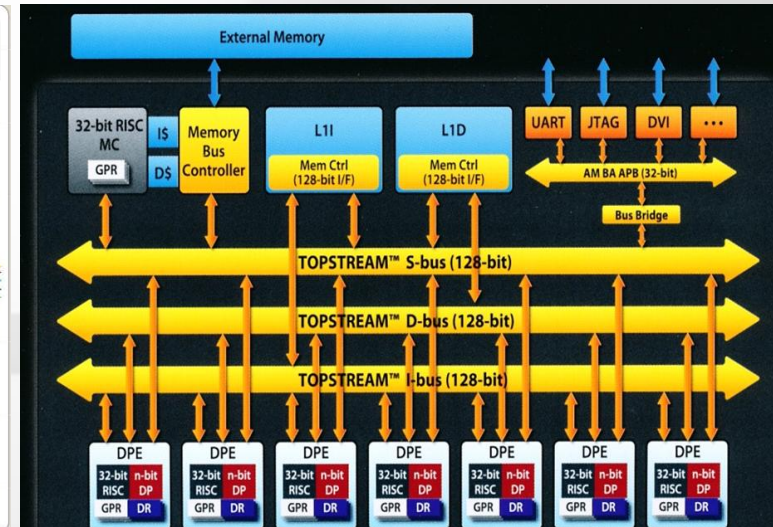 External Memory
32-bit RISC
MC
GPR
I$
D$
Memory
Bus
Controller
L1I
Mem Ctrl
(128-bit I/F)
L1D
Mem Ctrl
(128-bit I/F)
UART
JTAG
DVI
•••
AM BA APB (32-bit)
Bus Bridge
TOPSTREAM™ S-bus (128-bit)
TOPSTREAM™ D-bus (128-bit)
TOPSTREAM™ I-bus (128-bit)
DPE
32-bit
RISC
n-bit
DP
GPR
DR
DPE
32-bit
RISC
n-bit
DP
GPR
DR
DPE
32-bit
RISC
n-bit
DP
GPR
DR
DPE
32-bit
RISC
n-bit
DP
GPR
DR
DPE
32-bit
RISC
n-bit
DP
GPR
DR
DPE
32-bit
RISC
n-bit
DP
GPR
DR
DPE
32-bit
RISC
n-bit
DP
GPR
DR